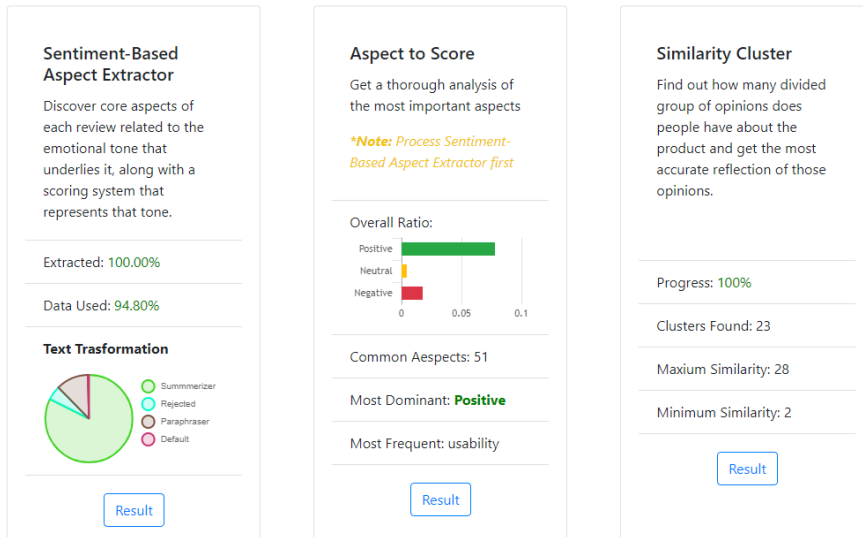 Sentiment-Based
Aspect Extractor
Discover core aspects of
each review related to the
emotional tone that
underlies it, along with a
scoring system that
represents that tone.
Extracted: 100.00%
Data Used: 94.80%
Text Trasformation
Summmerizer
Rejected
Paraphraser
Default
Result
Aspect to Score
Get a thorough analysis of
the most important aspects
*Note: Process Sentiment-
Based Aspect Extractor first
Overall Ratio:
Positive
Neutral
Negative
0 0.05 0.1
Common Aespects: 51
Most Dominant: Positive
Most Frequent: usability
Result
Similarity Cluster
Find out how many divided
group of opinions does
people have about the
product and get the most
accurate reflection of those
opinions.
Progress: 100%
Clusters Found: 23
Maxium Similarity: 28
Minimum Similarity: 2
Result